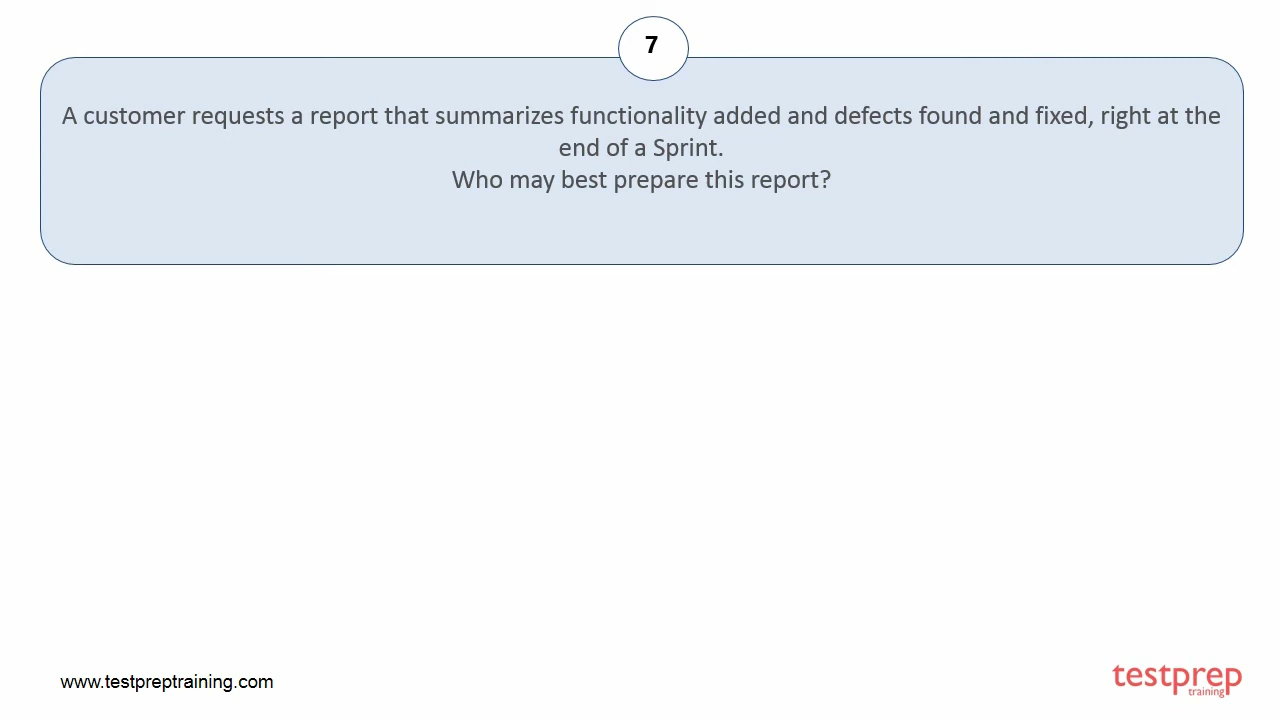 7
A customer requests a report that summarizes functionality added and defects found and fixed, right at the
end of a Sprint.
Who may best prepare this report?
www.testpreptraining.com
testprep
training